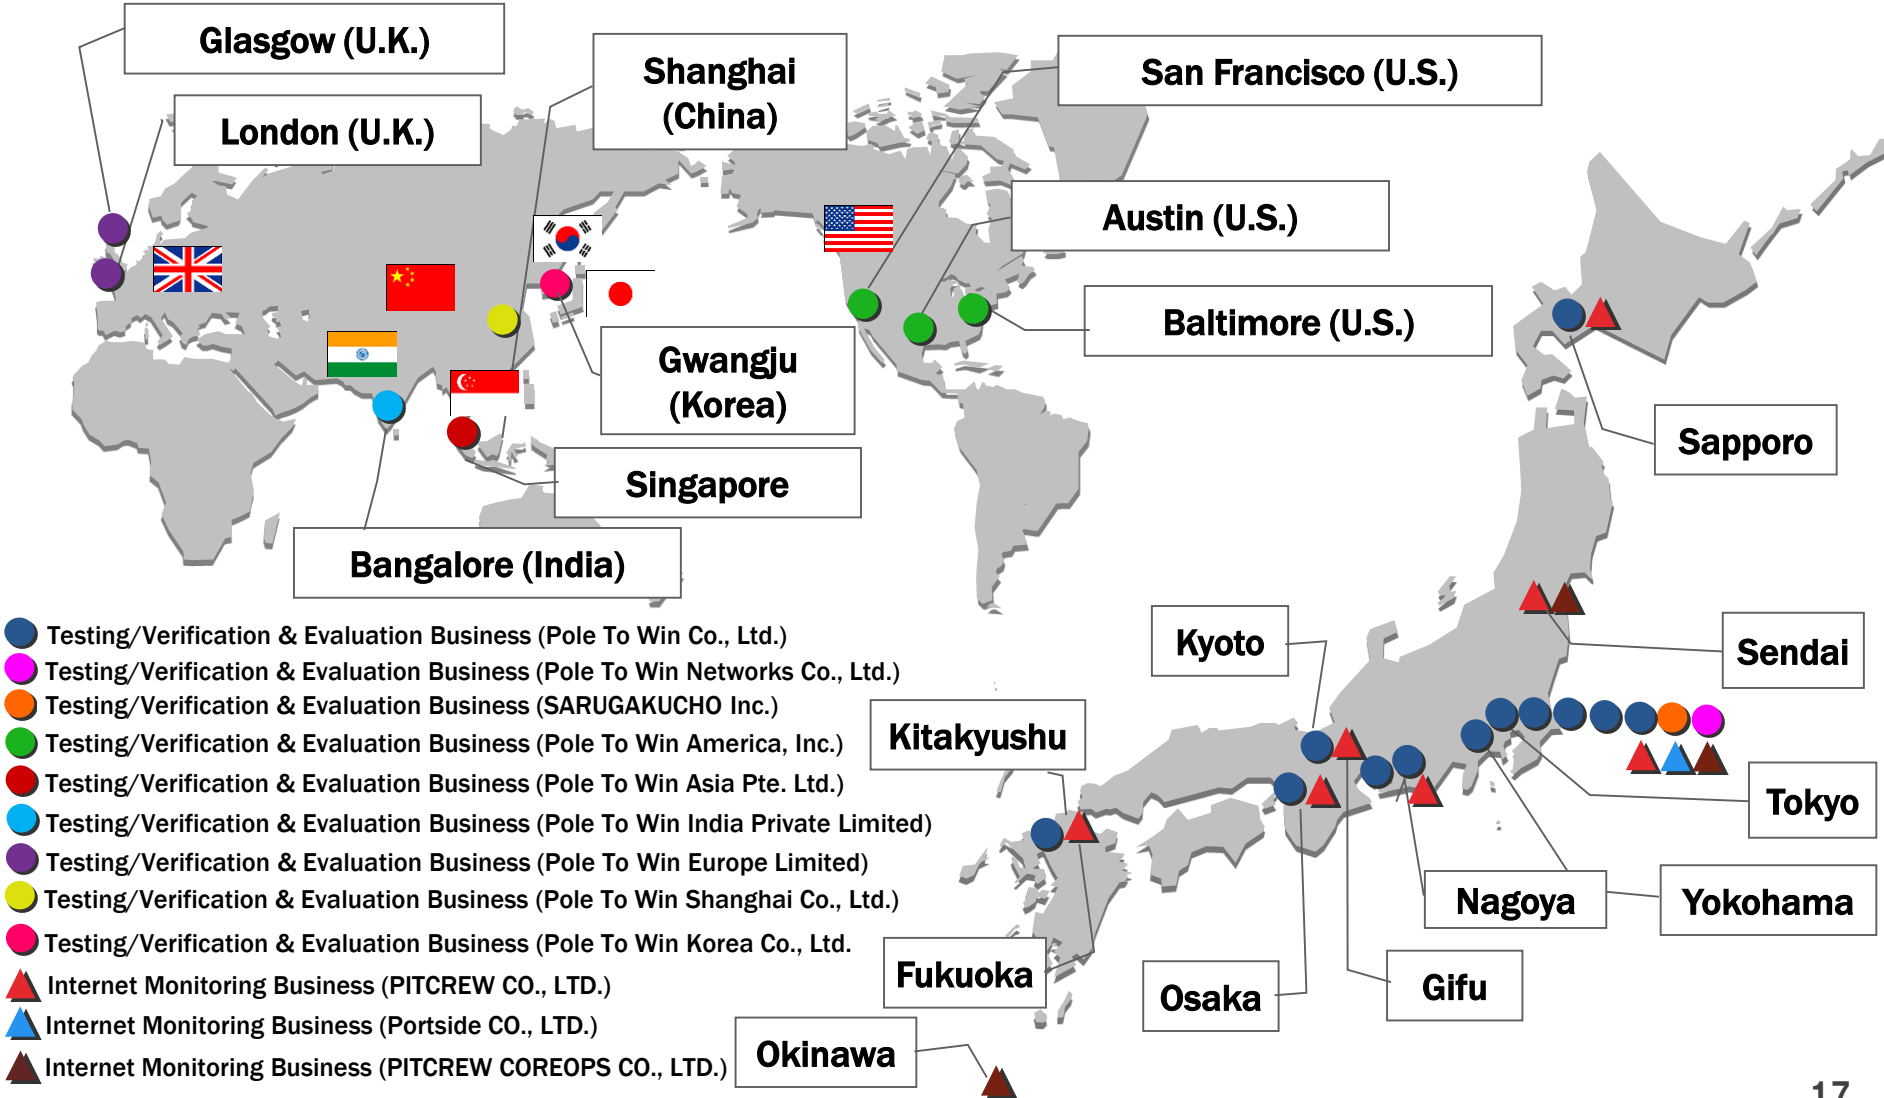 Glasgow (U.K.)
London (U.K.)
Shanghai
(China)
San Francisco (U.S.)
Austin (U.S.)
Baltimore (U.S.)
Gwangju
(Korea)
Singapore
Bangalore (India)
Sapporo
Sendai
Kyoto
Kitakyushu
Tokyo
Nagoya
Yokohama
Fukuoka
Osaka
Gifu
Okinawa
Testing/Verification & Evaluation Business (Pole To Win Co., Ltd.)
Testing/Verification & Evaluation Business (Pole To Win Networks Co., Ltd.)
Testing/Verification & Evaluation Business (SARUGAKUCHO Inc.)
Testing/Verification & Evaluation Business (Pole To Win America, Inc.)
Testing/Verification & Evaluation Business (Pole To Win Asia Pte. Ltd.)
Testing/Verification & Evaluation Business (Pole To Win India Private Limited)
Testing/Verification & Evaluation Business (Pole To Win Europe Limited)
Testing/Verification & Evaluation Business (Pole To Win Shanghai Co., Ltd.)
Testing/Verification & Evaluation Business (Pole To Win Korea Co., Ltd.
Internet Monitoring Business (PITCREW CO., LTD.)
Internet Monitoring Business (Portside CO., LTD.)
Internet Monitoring Business (PITCREW COREOPS CO., LTD.)
17